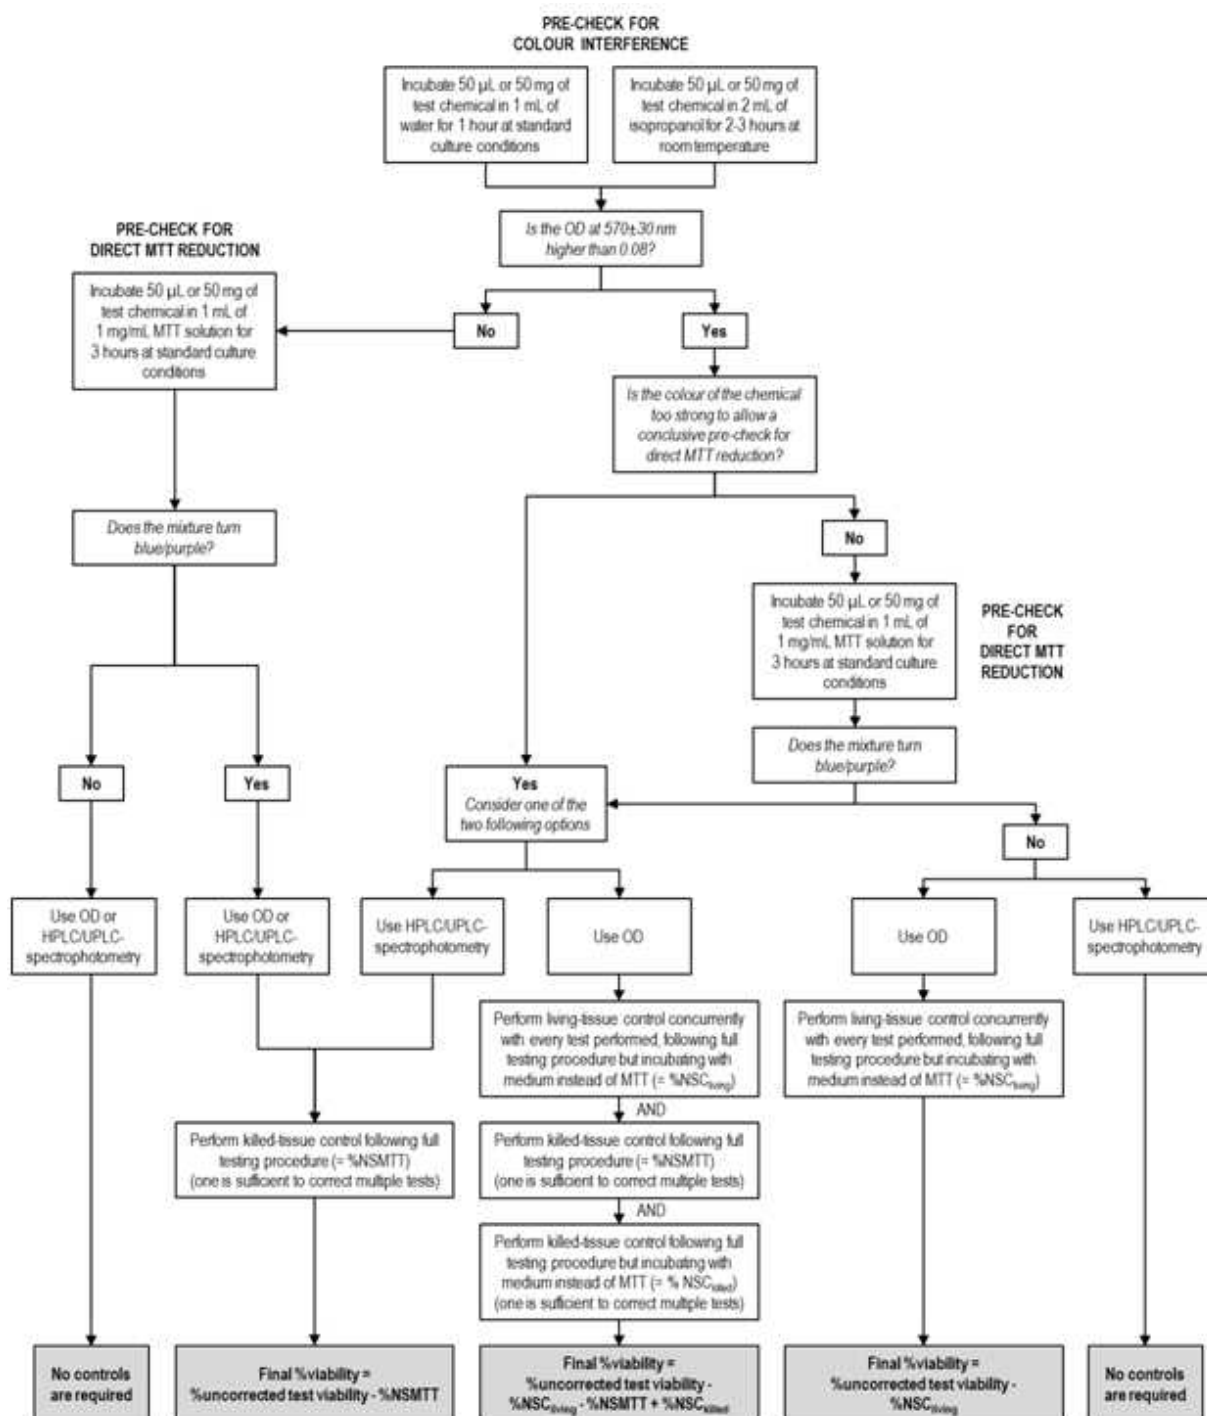 PRE-CHECK FOR
COLOUR INTERFERENCE
Incubate 50 µL or 50 mg of
test chemical in 1 mL of
water for 1 hour at standard
culture conditions
Incubate 50 µL or 50 mg of
test chemical in 2 mL of
isopropanol for 2-3 hours at
room temperature
Is the OD at 570±30 nm
higher than 0.08?
PRE-CHECK FOR
DIRECT MTT REDUCTION
Incubate 50 µL or 50 mg of
test chemical in 1 mL of
1 mg/mL MTT solution for
3 hours at standard culture
conditions
No
Yes
Is the colour of the chemical
too strong to allow a
conclusive pre-check for
direct MTT reduction?
Does the mixture turn
blue/purple?
No
Incubate 50 µL or 50 mg of
test chemical in 1 mL of
1 mg/mL MTT solution for
3 hours at standard culture
conditions
PRE-CHECK
FOR
DIRECT MTT
REDUCTION
Does the mixture turn
blue/purple?
No
Yes
Yes
Consider one of the
two following options
No
Use OD or
HPLC/UPLC-
spectrophotometry
Use OD or
HPLC/UPLC-
spectrophotometry
Use HPLC/UPLC-
spectrophotometry
Use OD
Use OD
Use HPLC/UPLC-
spectrophotometry
Perform living-tissue control concurrently
with every test performed, following full
testing procedure but incubating with
medium instead of MTT (= %NSCliving)
AND
Perform living-tissue control concurrently
with every test performed, following full
testing procedure but incubating with
medium instead of MTT (= %NSCliving)
Perform killed-tissue control following full
testing procedure (= %NSMTT)
(one is sufficient to correct multiple tests)
Perform killed-tissue control following full
testing procedure (= %NSMTT)
(one is sufficient to correct multiple tests)
AND
Perform killed-tissue control following full
testing procedure but incubating with
medium instead of MTT (= % NSCkilled)
(one is sufficient to correct multiple tests)
No controls
are required
Final %viability =
%uncorrected test viability - %NSMTT
Final %viability =
%uncorrected test viability -
%NSCliving - %NSMTT + %NSCkilled
Final %viability =
%uncorrected test viability -
%NSCliving
No controls
are required